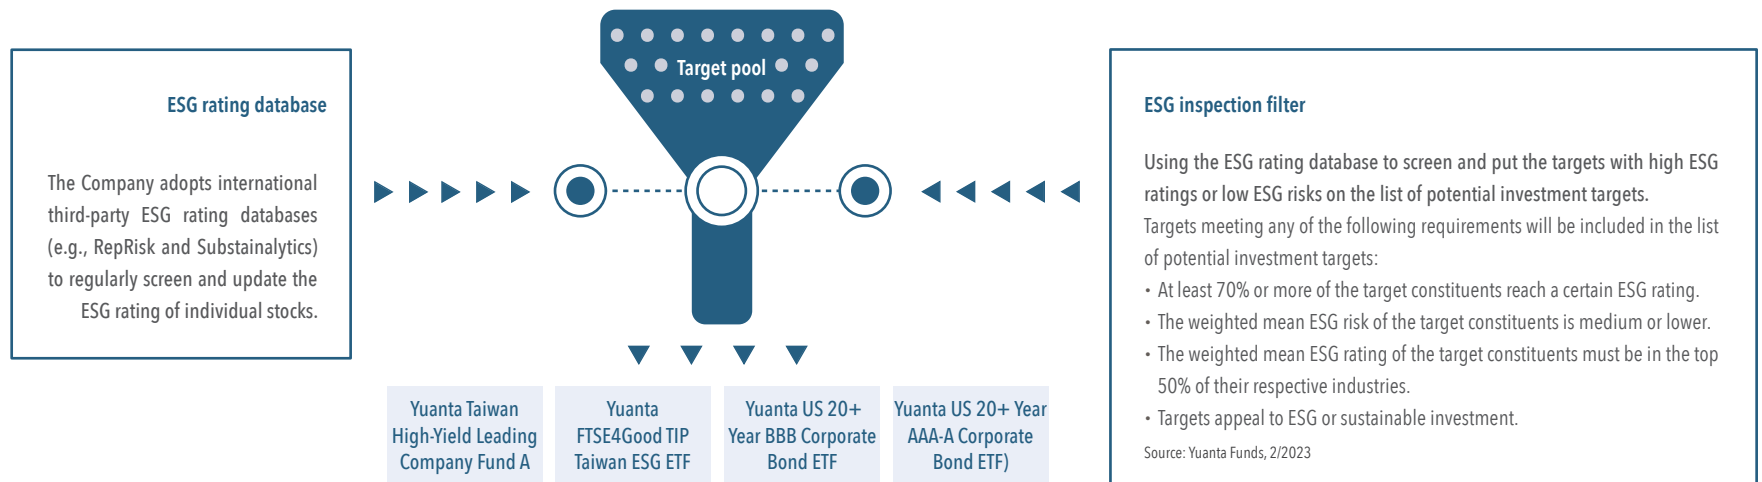 ESG rating database
The Company adopts international
third-party ESG rating databases
(e.g., RepRisk and Substainalytics)
to regularly screen and update the
ESG rating of individual stocks.
Target pool
Yuanta Taiwan
High-Yield Leading
Company Fund A
Yuanta
FTSE4Good TIP
Taiwan ESG ETF
Yuanta US 20+
Year BBB Corporate
Bond ETF
Yuanta US 20+ Year
AAA-A Corporate
Bond ETF)
ESG inspection filter
Using the ESG rating database to screen and put the targets with high ESG
ratings or low ESG risks on the list of potential investment targets.
Targets meeting any of the following requirements will be included in the list
of potential investment targets:
• At least 70% or more of the target constituents reach a certain ESG rating.
• The weighted mean ESG risk of the target constituents is medium or lower.
• The weighted mean ESG rating of the target constituents must be in the top
50% of their respective industries.
• Targets appeal to ESG or sustainable investment.
Source: Yuanta Funds, 2/2023